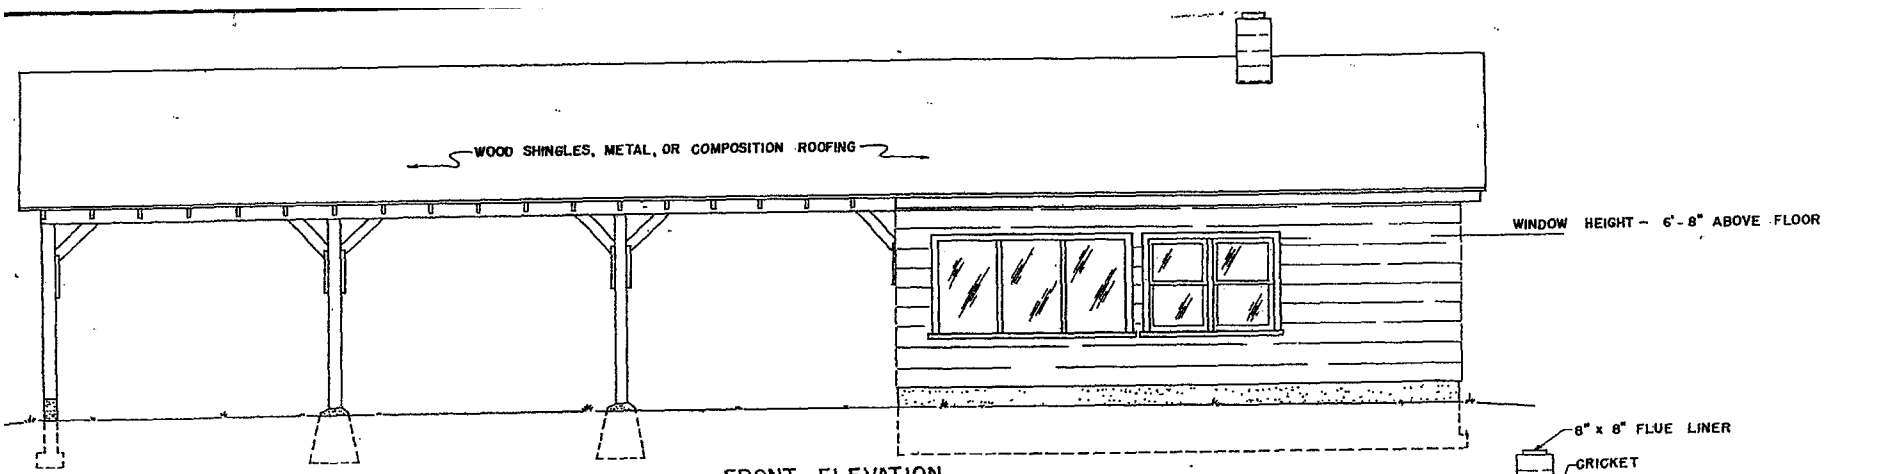 WOOD SHINGLES, METAL, OR COMPOSITION ROOFING
WINDOW HEIGHT - 6'-8" ABOVE FLOOR
8" x 8" FLUE LINER
CRICKET
FRONT ELEVATION